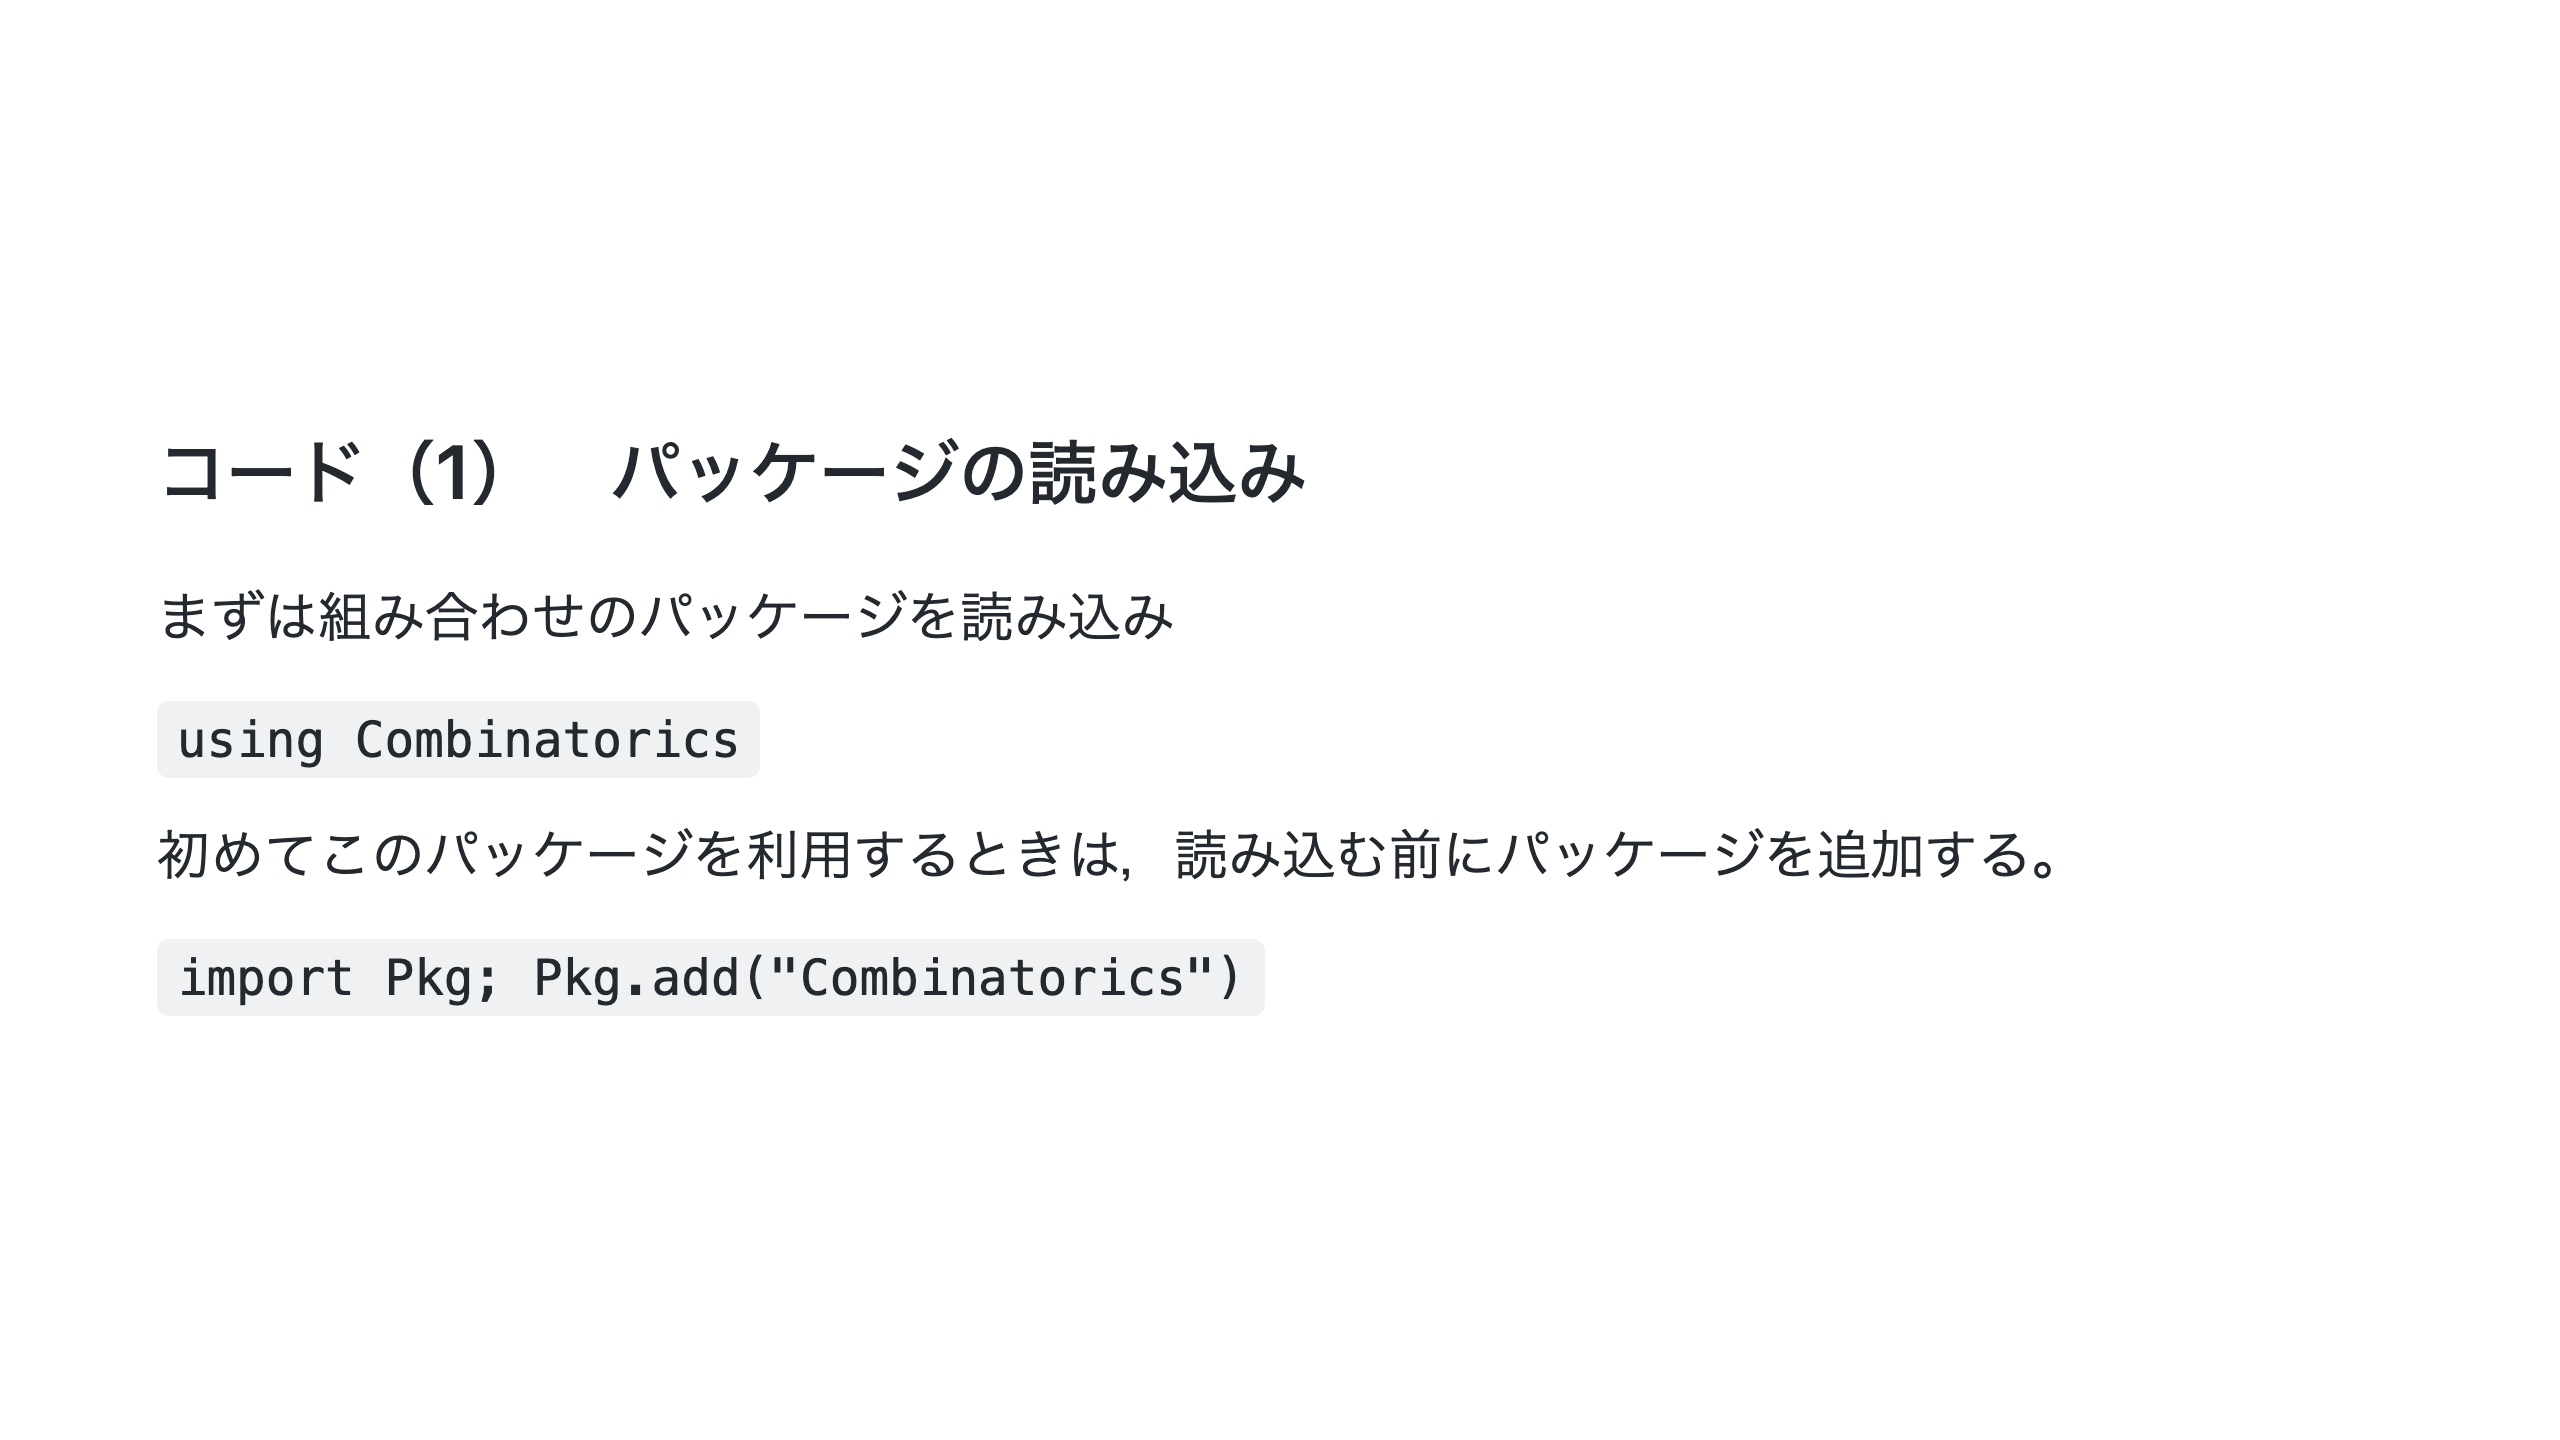 コード（1）　パッケージの読み込み
まずは組み合わせのパッケージを読み込み
using Combinatorics
初めてこのパッケージを利用するときは，読み込む前にパッケージを追加する。
import Pkg; Pkg.add("Combinatorics")